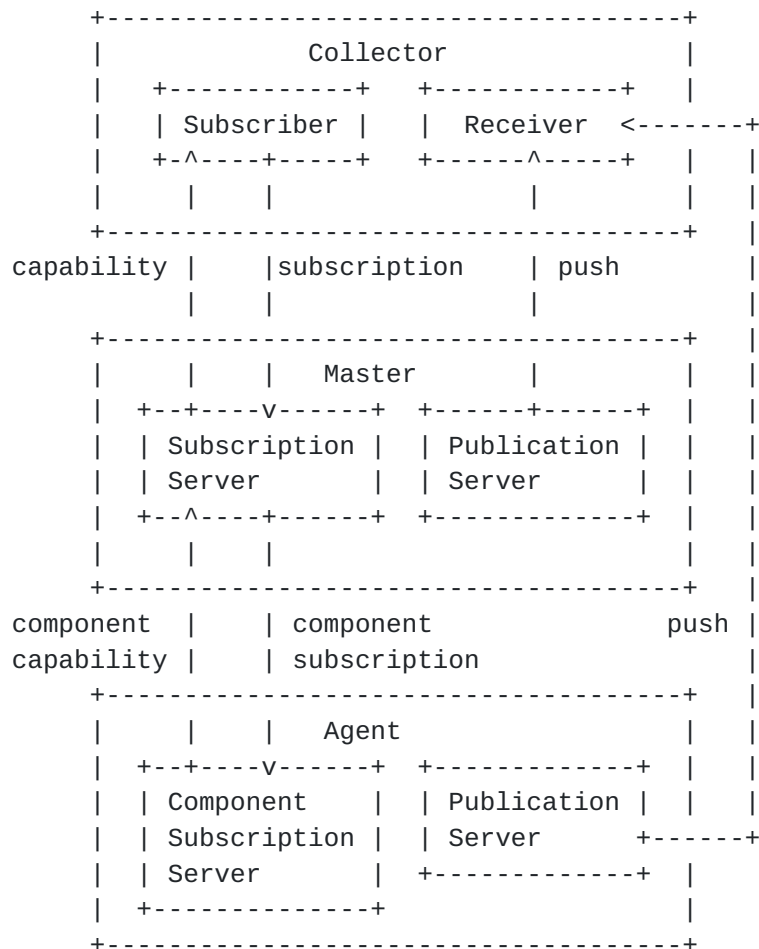 Collector
Subscriber Receiver
capability subscription push
Master
Subscription Publication
Server Server
component component push
capability subscription
Agent
Component Publication
Subscription Server
Server